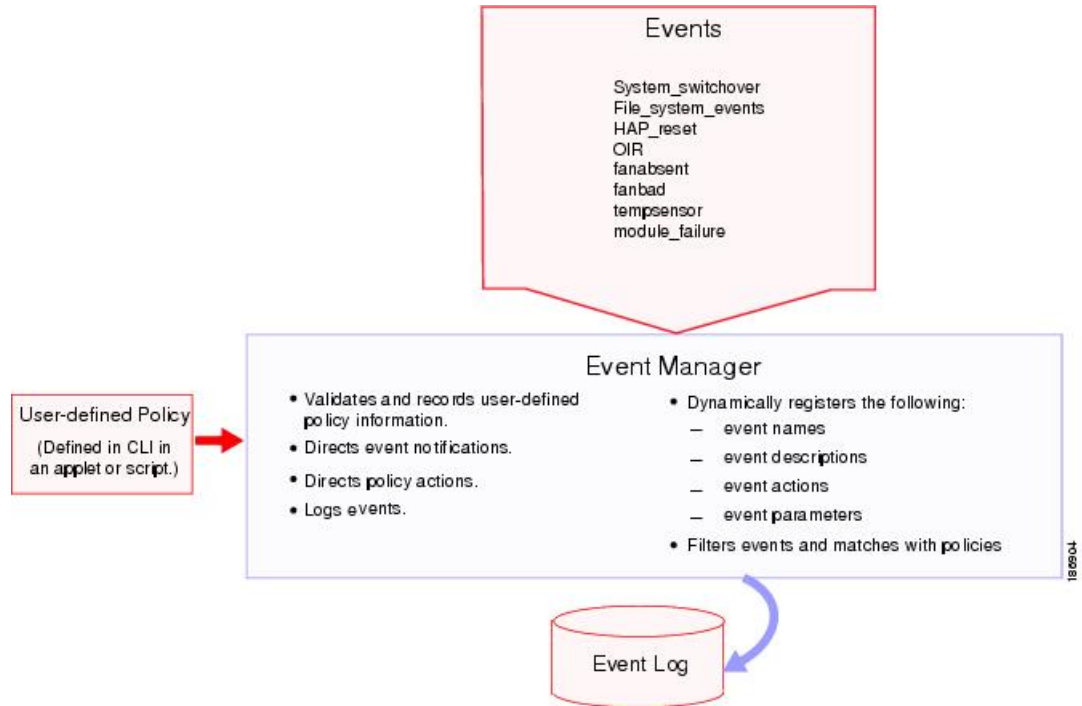 Events
System_switchover
File_system_events
HAP_reset
OIR
fanabsent
fanbad
tempsensor
module_failure
User-defined Policy
(Defined in CLI in
an applet or script.)
Event Manager
• Validates and records user-defined
policy information.
• Directs event notifications.
• Directs policy actions.
• Logs events.
• Dynamically registers the following:
— event names
— event descriptions
— event actions
— event parameters
• Filters events and matches with policies
186904
Event Log